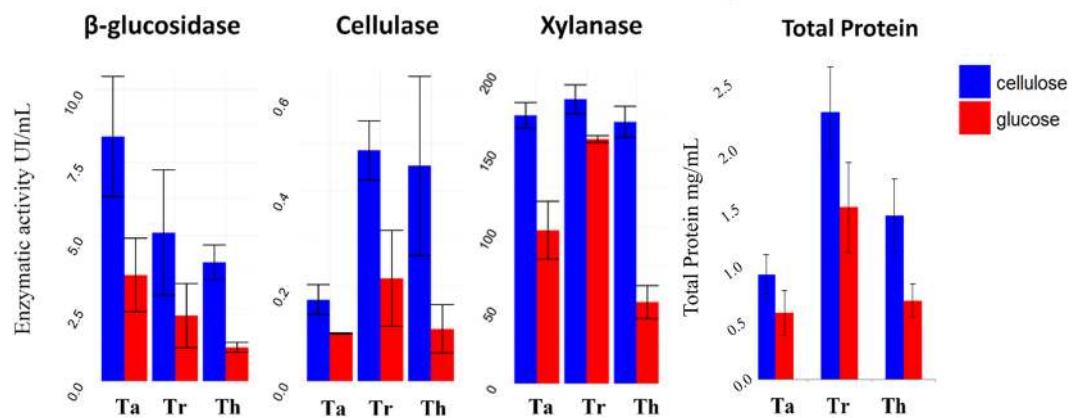 β-glucosidase
Cellulase
Xylanase
Total Protein
cellulose
glucose
Enzymatic activity UI/mL
10.0
7.5
5.0
2.5
0.0
Ta Tr Th
0.6
0.4
0.2
0.0
Ta Tr Th
200
150
100
50
0
Ta Tr Th
Total Protein mg/mL
2.5
2.0
1.5
1.0
0.5
0.0
Ta Tr Th